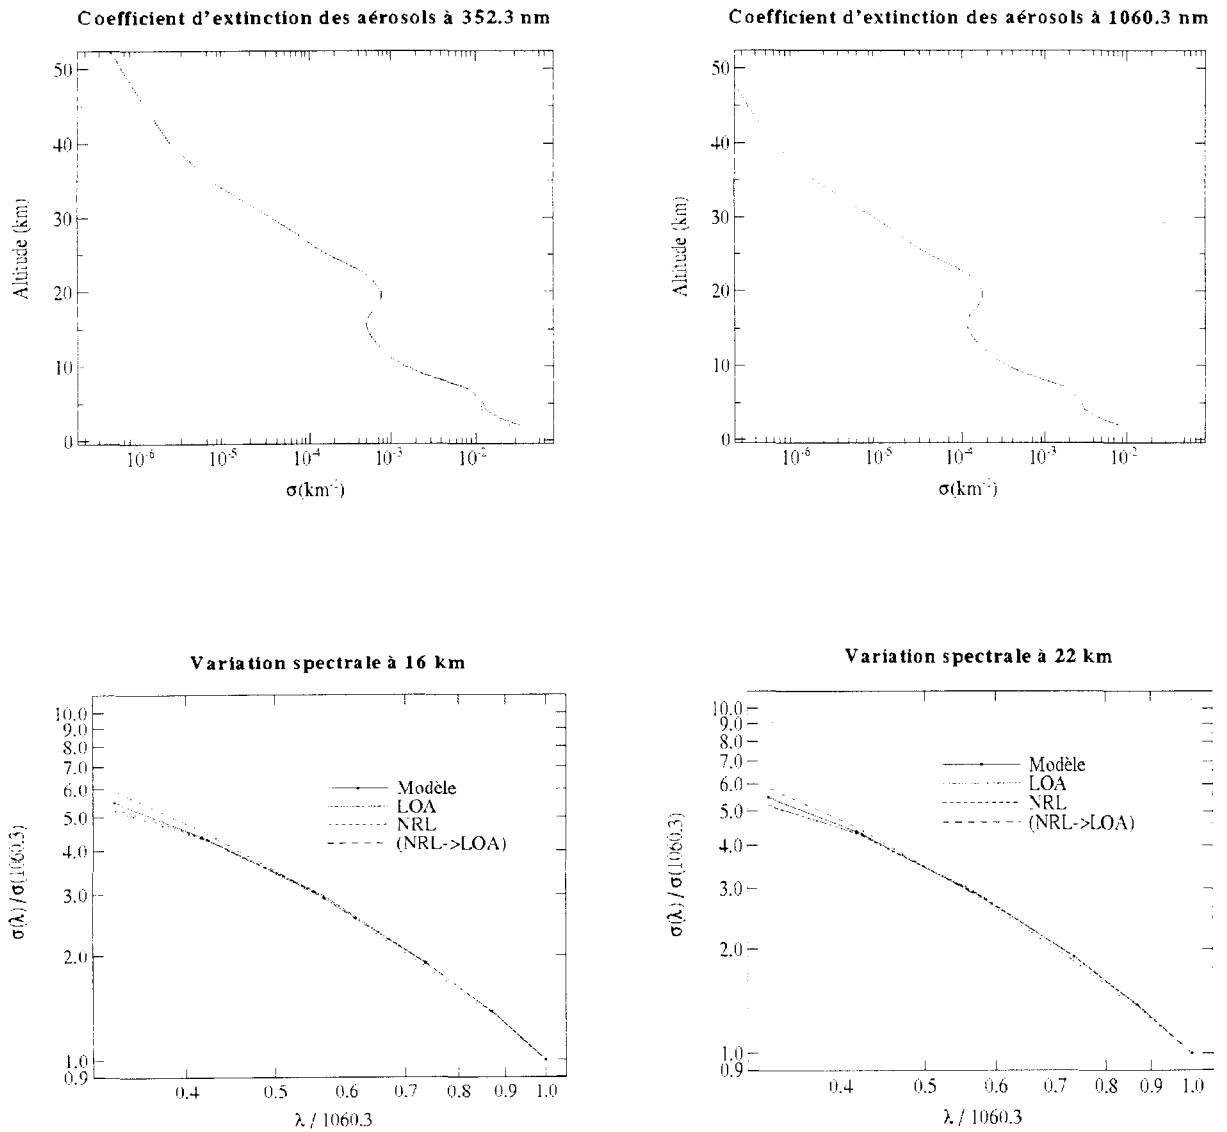 Coefficient d'extinction des aérosols à 352.3 nm
50
40
30
20
10
0
Altitude (km)
10⁻⁶
10⁻⁵
10⁻⁴
10⁻³
10⁻²
σ(km⁻¹)
Coefficient d'extinction des aérosols à 1060.3 nm
50
40
30
20
10
0
Altitude (km)
10⁻⁶
10⁻⁵
10⁻⁴
10⁻³
10⁻²
σ(km⁻¹)
Variation spectrale à 16 km
10.0
9.0
8.0
7.0
6.0
5.0
4.0
3.0
2.0
1.0
0.9
σ(λ) / σ(1060.3)
Modèle
LOA
NRL
(NRL->LOA)
0.4
0.5
0.6
0.7
0.8
0.9
1.0
λ / 1060.3
Variation spectrale à 22 km
10.0
9.0
8.0
7.0
6.0
5.0
4.0
3.0
2.0
1.0
0.9
σ(λ) / σ(1060.3)
Modèle
LOA
NRL
(NRL->LOA)
0.4
0.5
0.6
0.7
0.8
0.9
1.0
λ / 1060.3